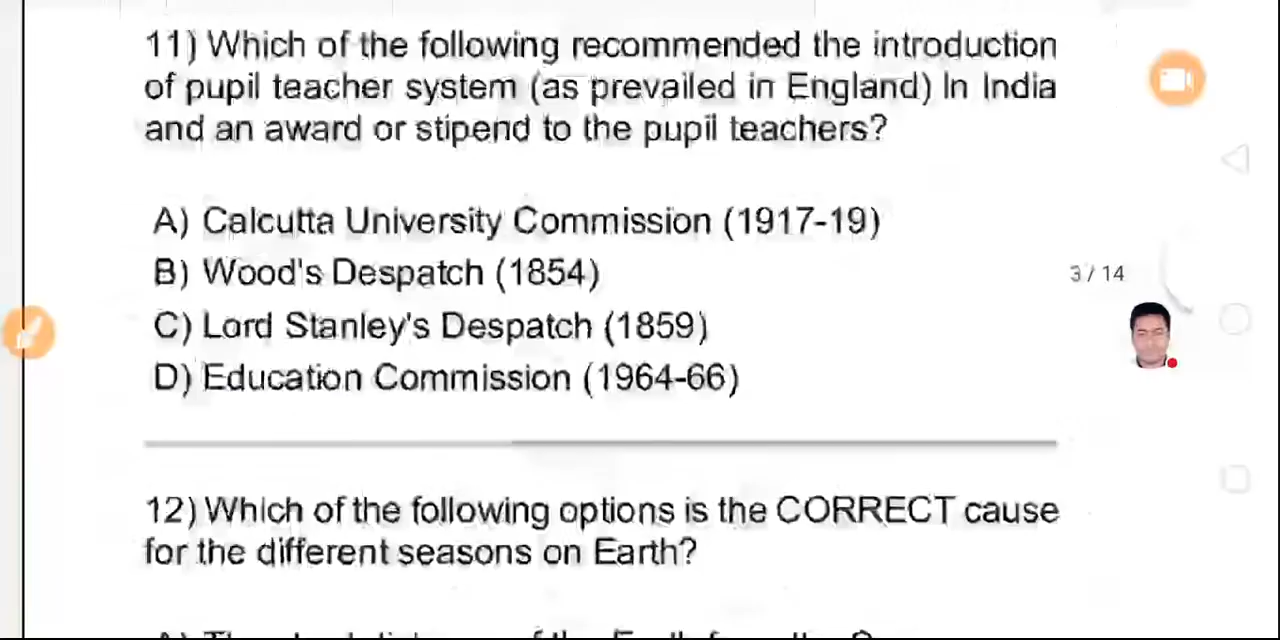 11) Which of the following recommended the introduction
of pupil teacher system (as prevailed in England) In India
and an award or stipend to the pupil teachers?
A) Calcutta University Commission (1917-19)
B) Wood's Despatch (1854)
3 / 14
C) Lord Stanley's Despatch (1859)
D) Education Commission (1964-66)
12) Which of the following options is the CORRECT cause
for the different seasons on Earth?